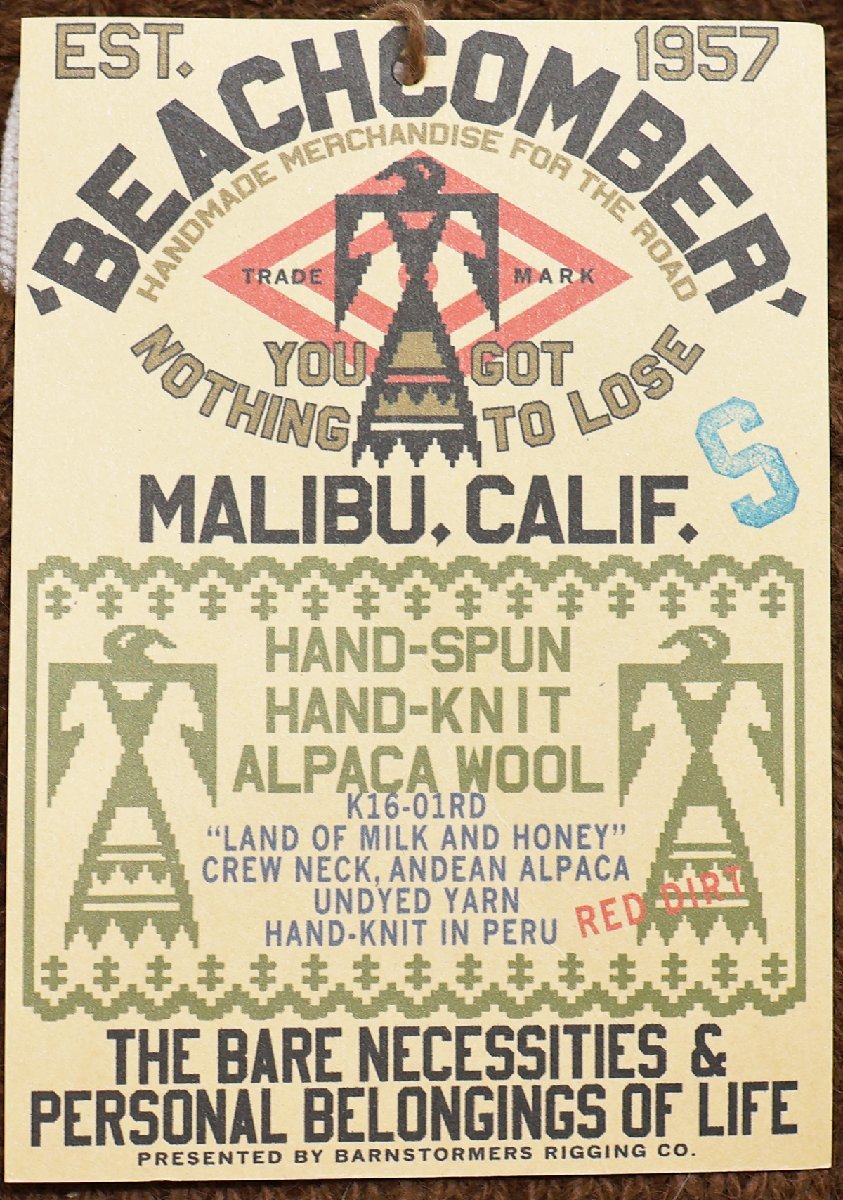 EST. 1957
'BEACHCOMBER'
HANDMADE MERCHANDISE FOR THE ROAD
TRADE MARK
YOU GOT
NOTHING TO LOSE
S
MALIBU, CALIF.
HAND-SPUN
HAND-KNIT
ALPACA WOOL
K16-01RD
"LAND OF MILK AND HONEY"
CREW NECK, ANDEAN ALPACA
UNDYED YARN
HAND-KNIT IN PERU
RED DIRT
THE BARE NECESSITIES &
PERSONAL BELONGINGS OF LIFE
PRESENTED BY BARNSTORMERS RIGGING CO.